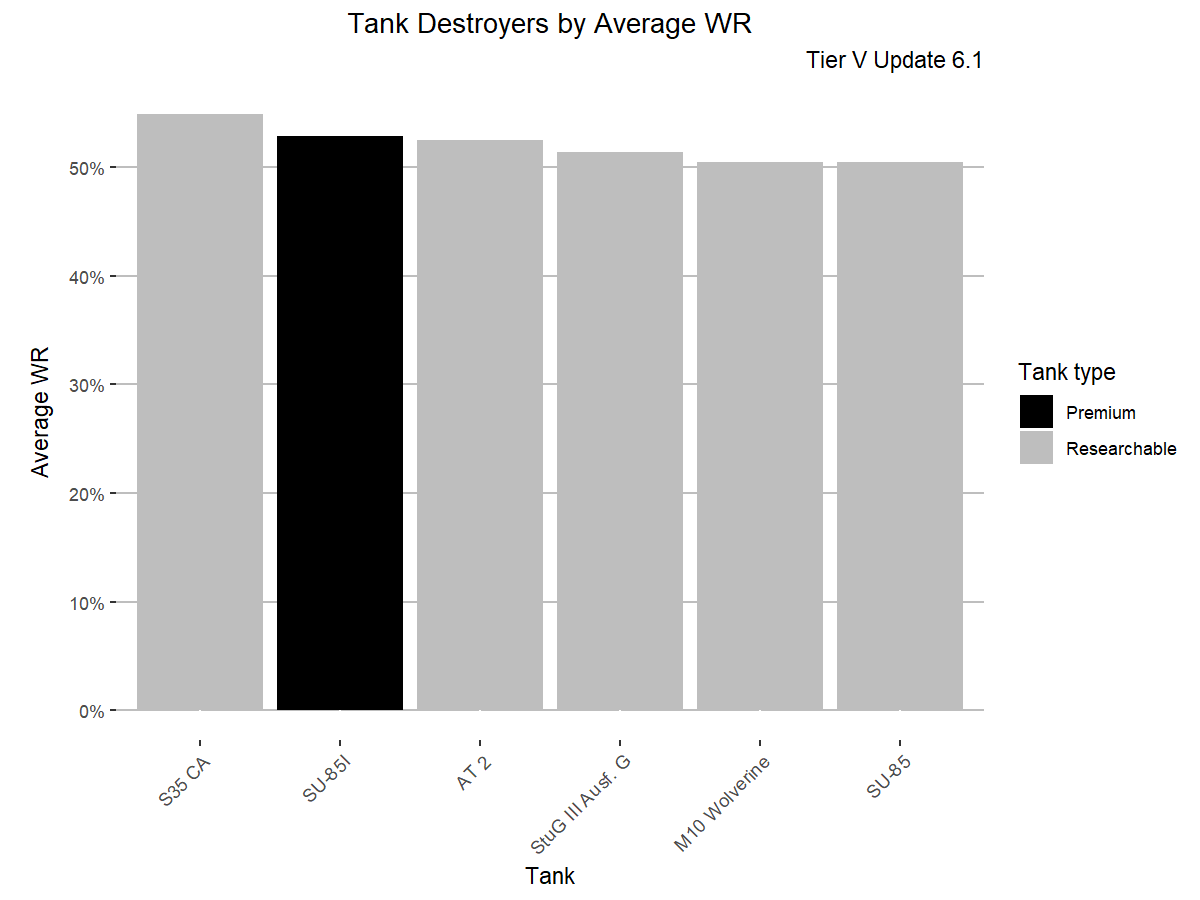 Tank Destroyers by Average WR
Tier V Update 6.1
50%
40%
30%
20%
10%
0%
Average WR
S35 CA
SU-85I
AT 2
StuG III Ausf. G
M10 Wolverine
SU-85
Tank
Tank type
Premium
Researchable